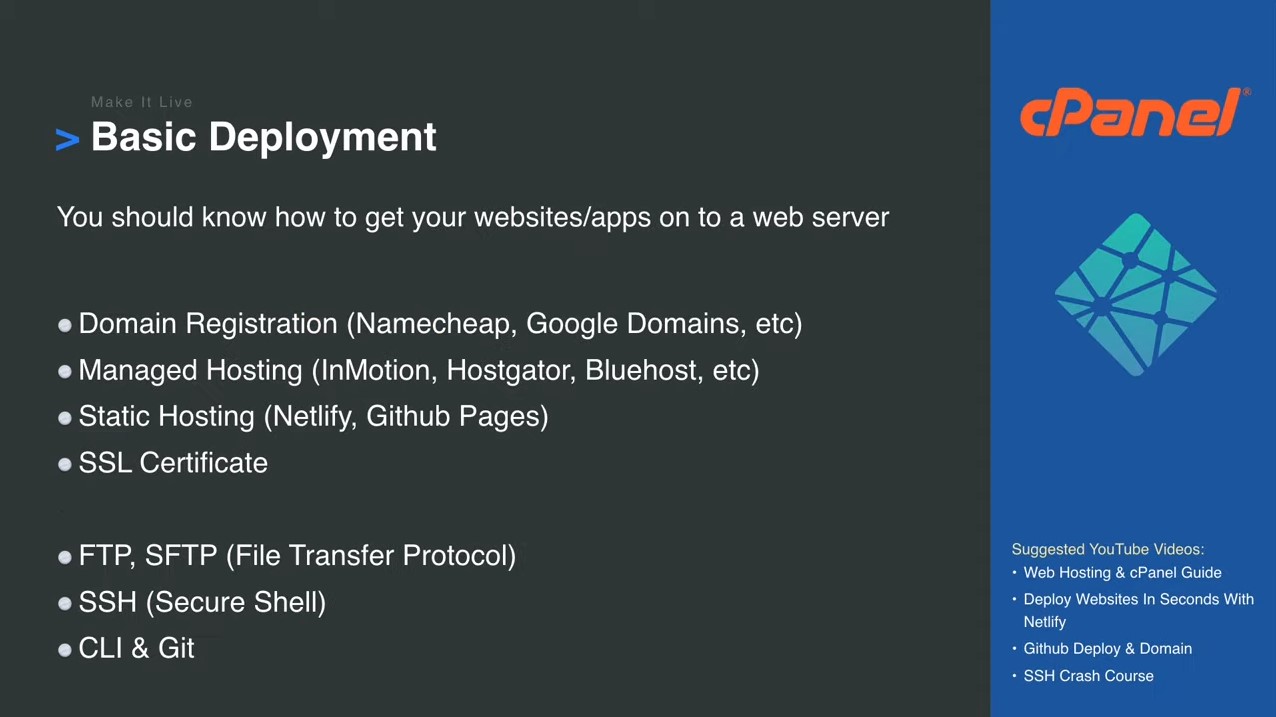 Make It Live
> Basic Deployment
You should know how to get your websites/apps on to a web server
Domain Registration (Namecheap, Google Domains, etc)
Managed Hosting (InMotion, Hostgator, Bluehost, etc)
Static Hosting (Netlify, Github Pages)
SSL Certificate
FTP, SFTP (File Transfer Protocol)
SSH (Secure Shell)
CLI & Git
cPanel®
Suggested YouTube Videos:
• Web Hosting & cPanel Guide
• Deploy Websites In Seconds With
Netlify
• Github Deploy & Domain
• SSH Crash Course